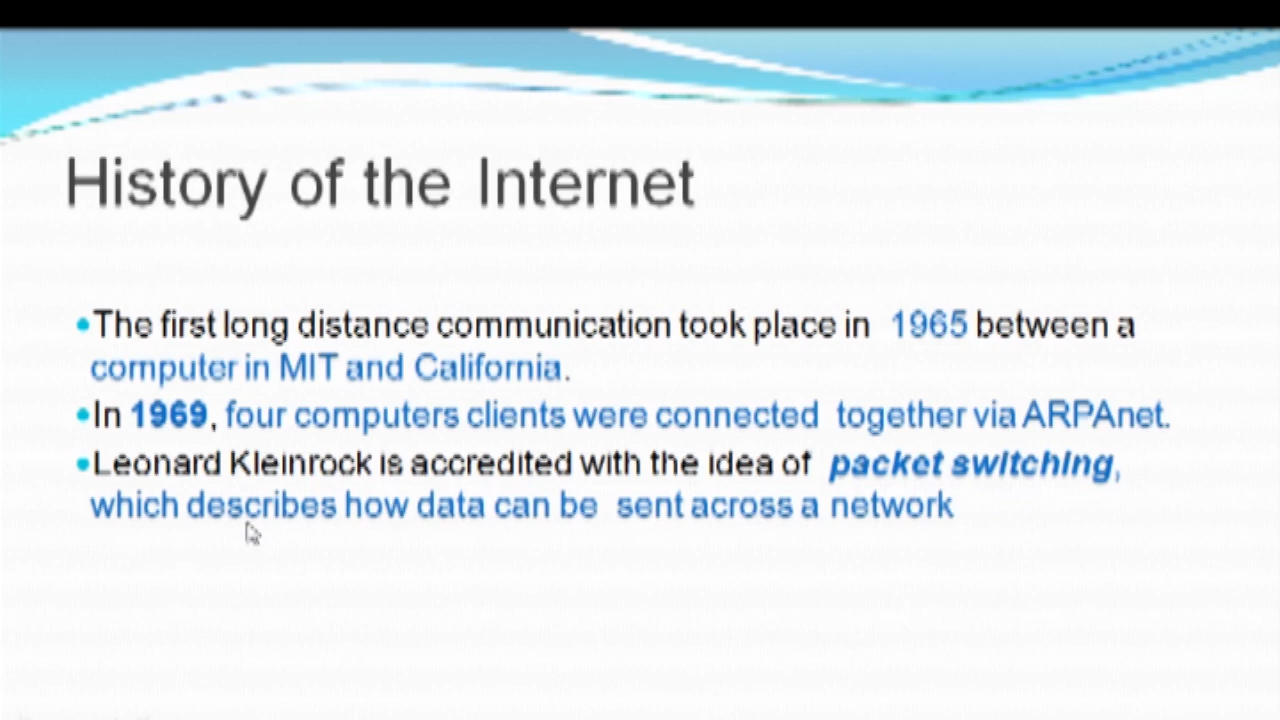 History of the Internet
•The first long distance communication took place in 1965 between a
computer in MIT and California.
•In 1969, four computers clients were connected together via ARPAnet.
•Leonard Kleinrock is accredited with the idea of packet switching,
which describes how data can be sent across a network